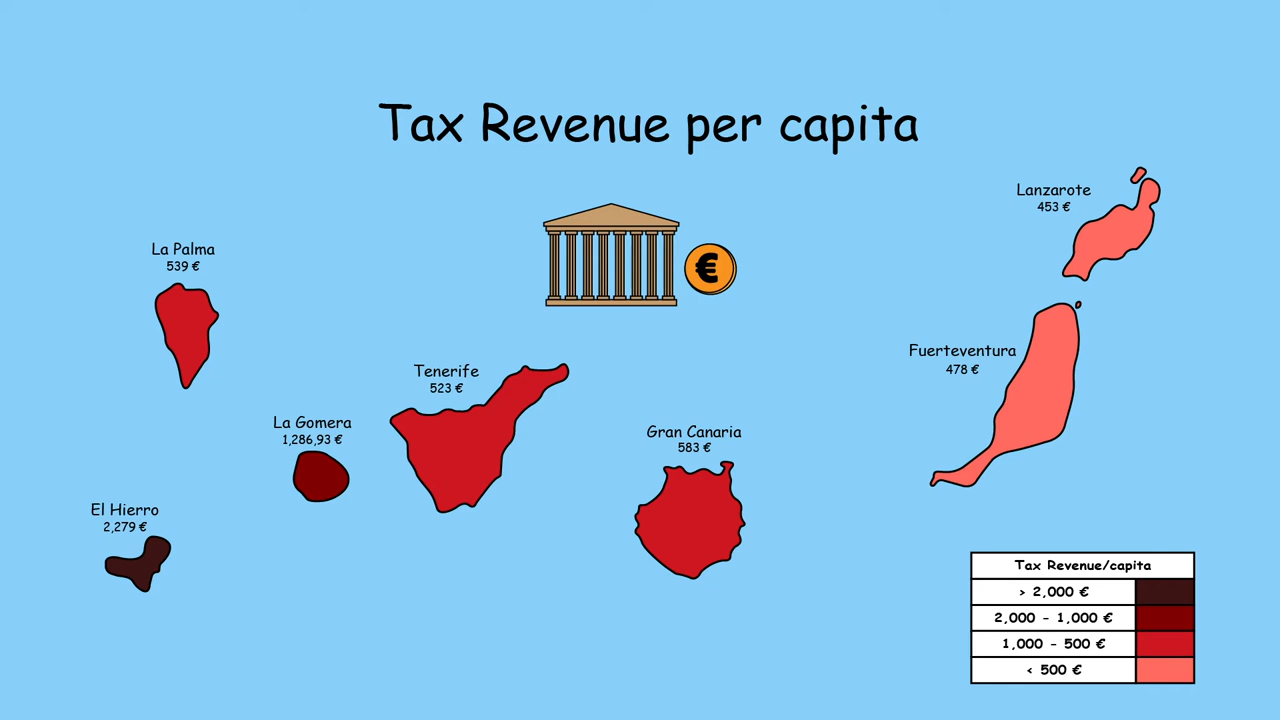 Tax Revenue per capita
Lanzarote
453 €
La Palma
539 €
€
Fuerteventura
478 €
Tenerife
523 €
La Gomera
1,286,93 €
Gran Canaria
583 €
El Hierro
2,279 €
Tax Revenue/capita
> 2,000 €
2,000 - 1,000 €
1,000 - 500 €
< 500 €